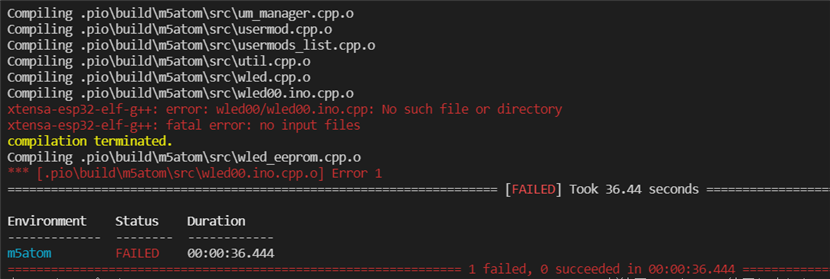 Compiling .pio\build\m5atom\src\um_manager.cpp.o
Compiling .pio\build\m5atom\src\usermod.cpp.o
Compiling .pio\build\m5atom\src\usermods_list.cpp.o
Compiling .pio\build\m5atom\src\util.cpp.o
Compiling .pio\build\m5atom\src\wled.cpp.o
Compiling .pio\build\m5atom\src\wled00.ino.cpp.o
xtensa-esp32-elf-g++: error: wled00/wled00.ino.cpp: No such file or directory
xtensa-esp32-elf-g++: fatal error: no input files
compilation terminated.
Compiling .pio\build\m5atom\src\wled_eeprom.cpp.o
*** [.pio\build\m5atom\src\wled00.ino.cpp.o] Error 1
==================================================================== [FAILED] Took 36.44 seconds =================
Environment    Status    Duration
-------------  --------  ------------
m5atom         FAILED    00:00:36.444
=============================================================== 1 failed, 0 succeeded in 00:00:36.444 ============